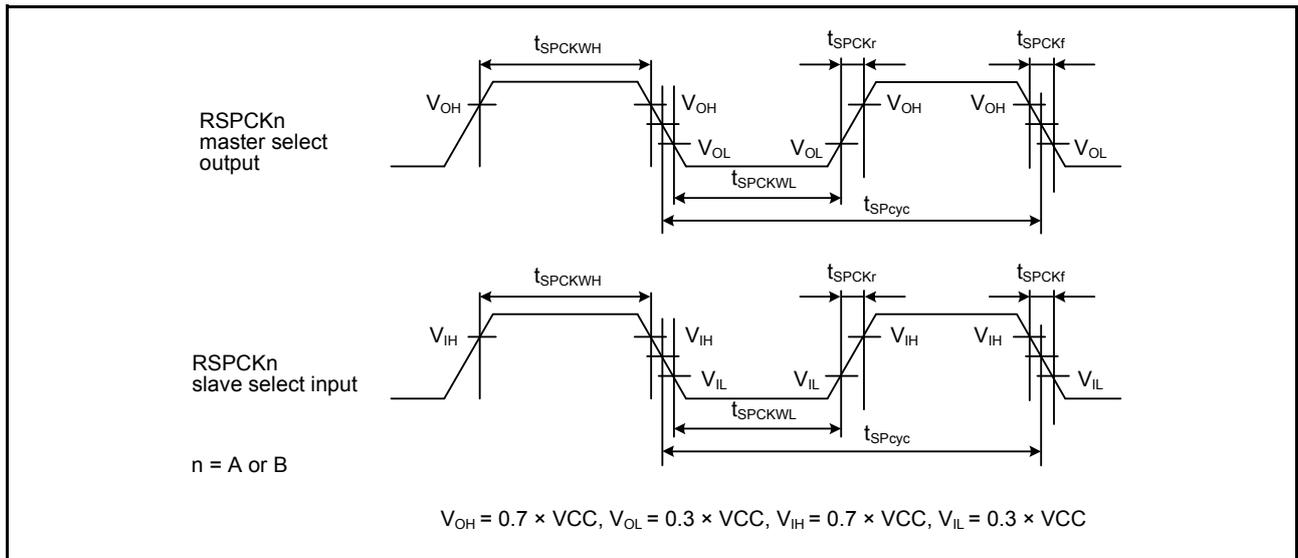 tSPCKWH tSPCKr tSPCKf
VOH VOH VOH VOH
RSPCKn
master select
output
VOL VOL VOL
tSPCKWL
tSPcyc
tSPCKWH tSPCKr tSPCKf
VIH VIH VIH VIH
RSPCKn
slave select input
VIL VIL VIL
tSPCKWL
tSPcyc
n = A or B
VOH = 0.7 × VCC, VOL = 0.3 × VCC, VIH = 0.7 × VCC, VIL = 0.3 × VCC